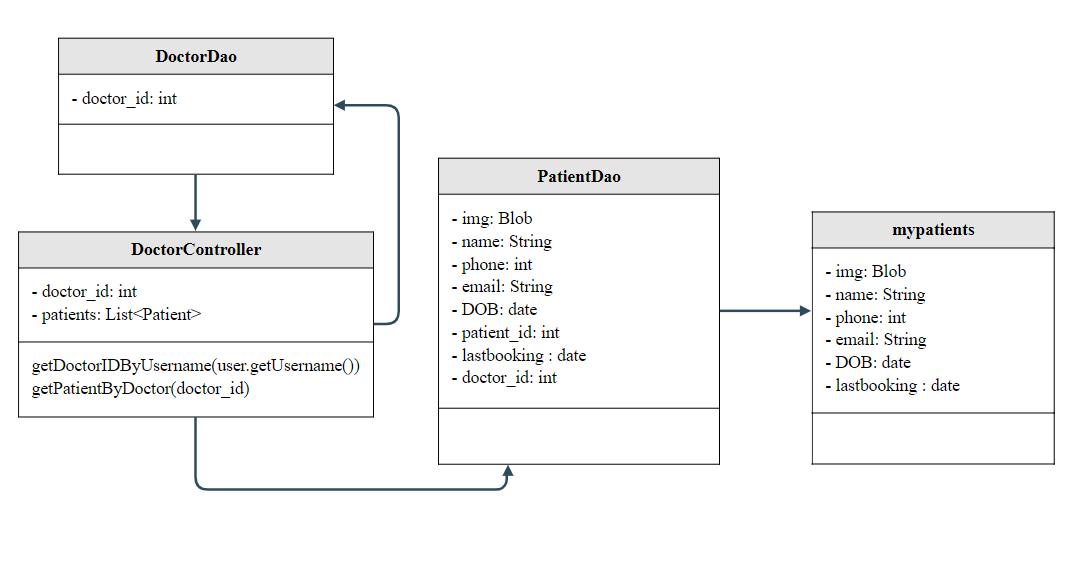 DoctorDao
- doctor_id: int
DoctorController
- doctor_id: int
- patients: List<Patient>
getDoctorIDByUsername(user.getUsername())
getPatientByDoctor(doctor_id)
PatientDao
- img: Blob
- name: String
- phone: int
- email: String
- DOB: date
- patient_id: int
- lastbooking : date
- doctor_id: int
mypatients
- img: Blob
- name: String
- phone: int
- email: String
- DOB: date
- lastbooking : date